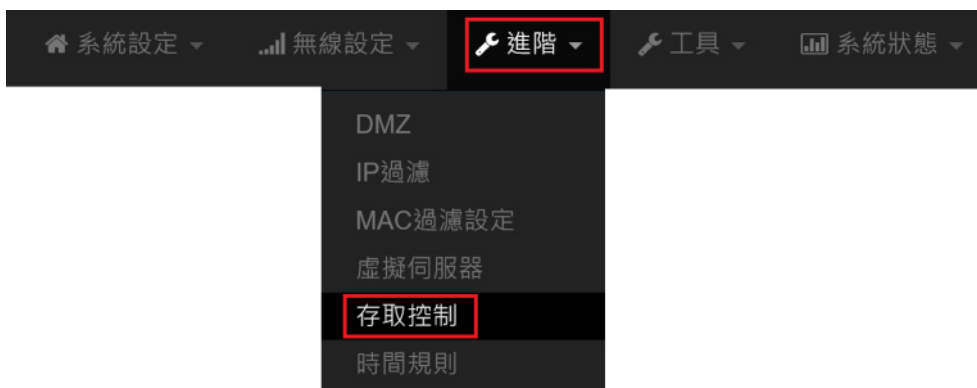 系統設定 無線設定 進階 工具 系統狀態
DMZ
IP過濾
MAC過濾設定
虛擬伺服器
存取控制
時間規則